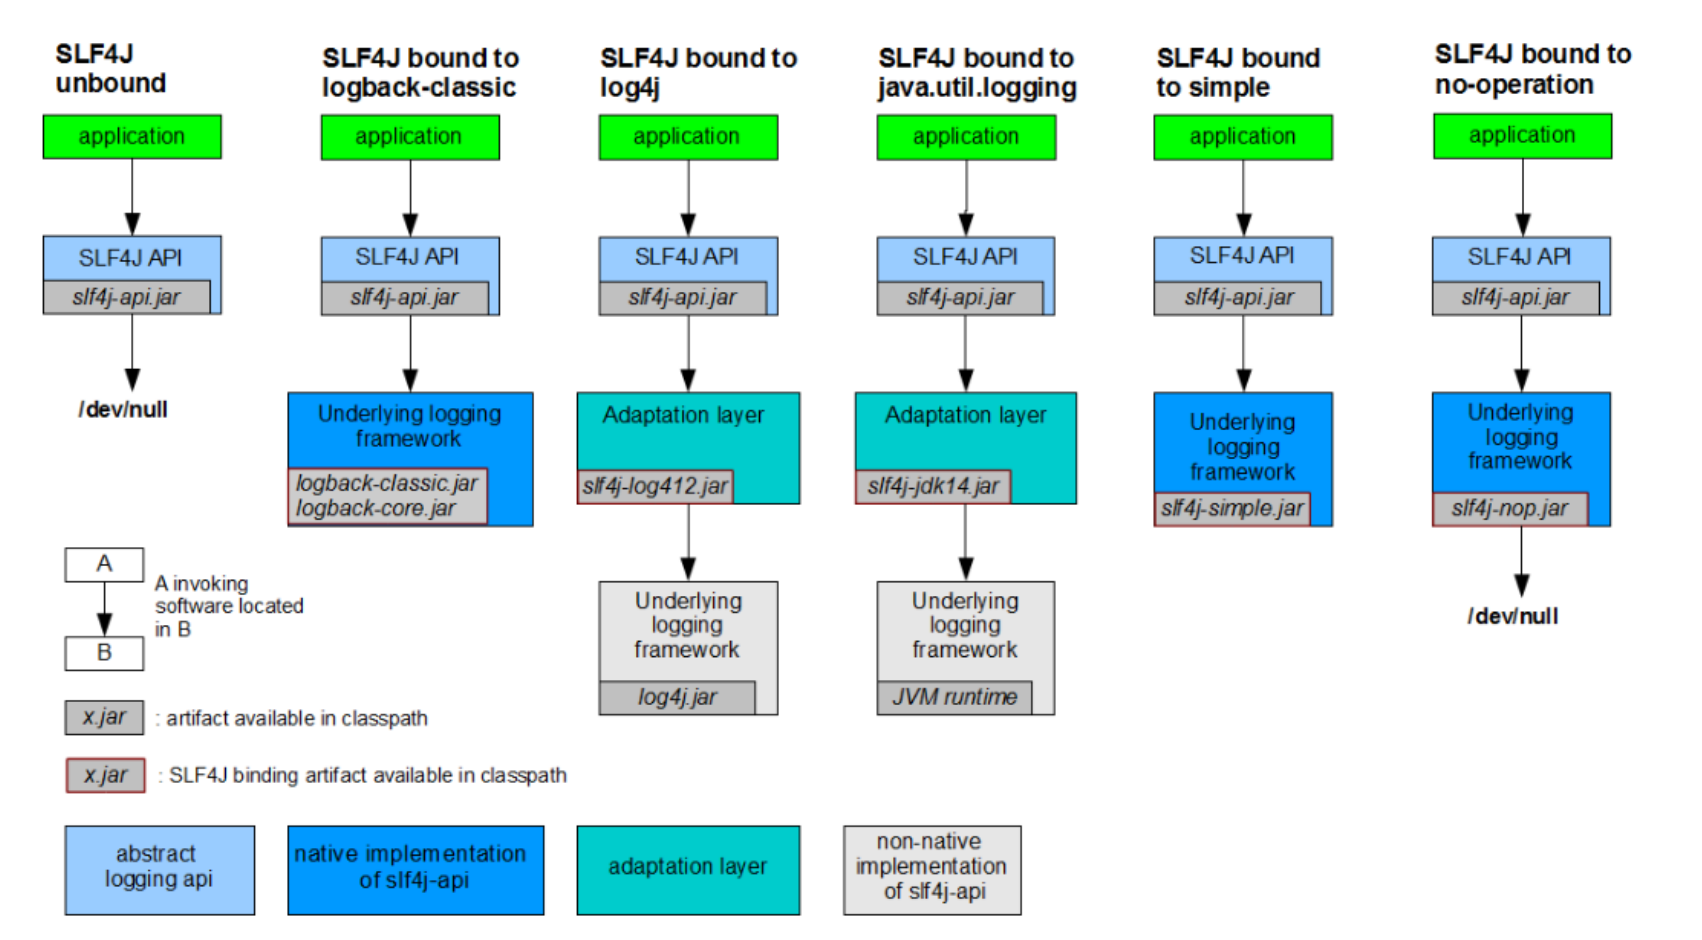 SLF4J
unbound
application
SLF4J API
slf4j-api.jar
/dev/null
SLF4J bound to
logback-classic
application
SLF4J API
slf4j-api.jar
Underlying logging
framework
logback-classic.jar
logback-core.jar
SLF4J bound to
log4j
application
SLF4J API
slf4j-api.jar
Adaptation layer
slf4j-log412.jar
Underlying
logging
framework
log4j.jar
SLF4J bound to
java.util.logging
application
SLF4J API
slf4j-api.jar
Adaptation layer
slf4j-jdk14.jar
Underlying
logging
framework
JVM runtime
SLF4J bound
to simple
application
SLF4J API
slf4j-api.jar
Underlying
logging
framework
slf4j-simple.jar
SLF4J bound to
no-operation
application
SLF4J API
slf4j-api.jar
Underlying
logging
framework
slf4j-nop.jar
/dev/null
A
B
A invoking
software located
in B
x.jar : artifact available in classpath
x.jar : SLF4J binding artifact available in classpath
abstract
logging api
native implementation
of slf4j-api
adaptation layer
non-native
implementation
of slf4j-api